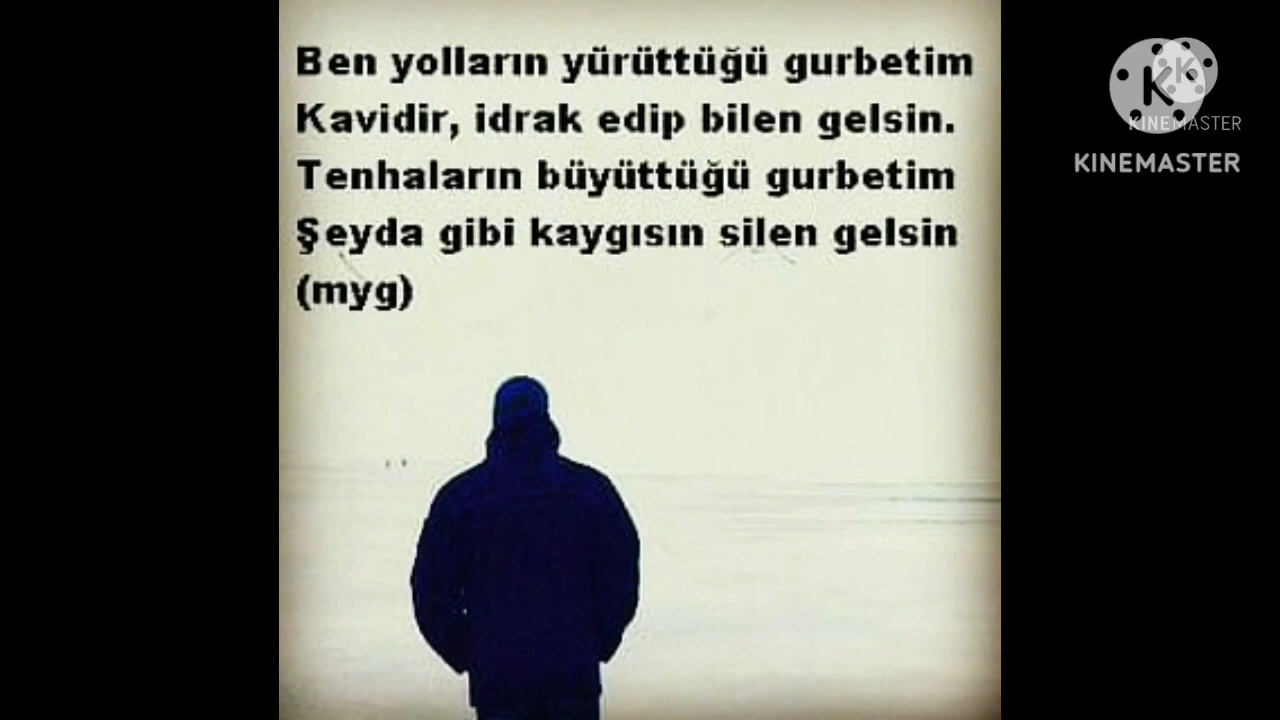 Ben yolların yürüttüğü gurbetim
Kavidir, idrak edip bilen gelsin.
Tenhaların büyüttüğü gurbetim
Şeyda gibi kaygısın silen gelsin
(myg)
K
K
KINEMASTER
KINEMASTER